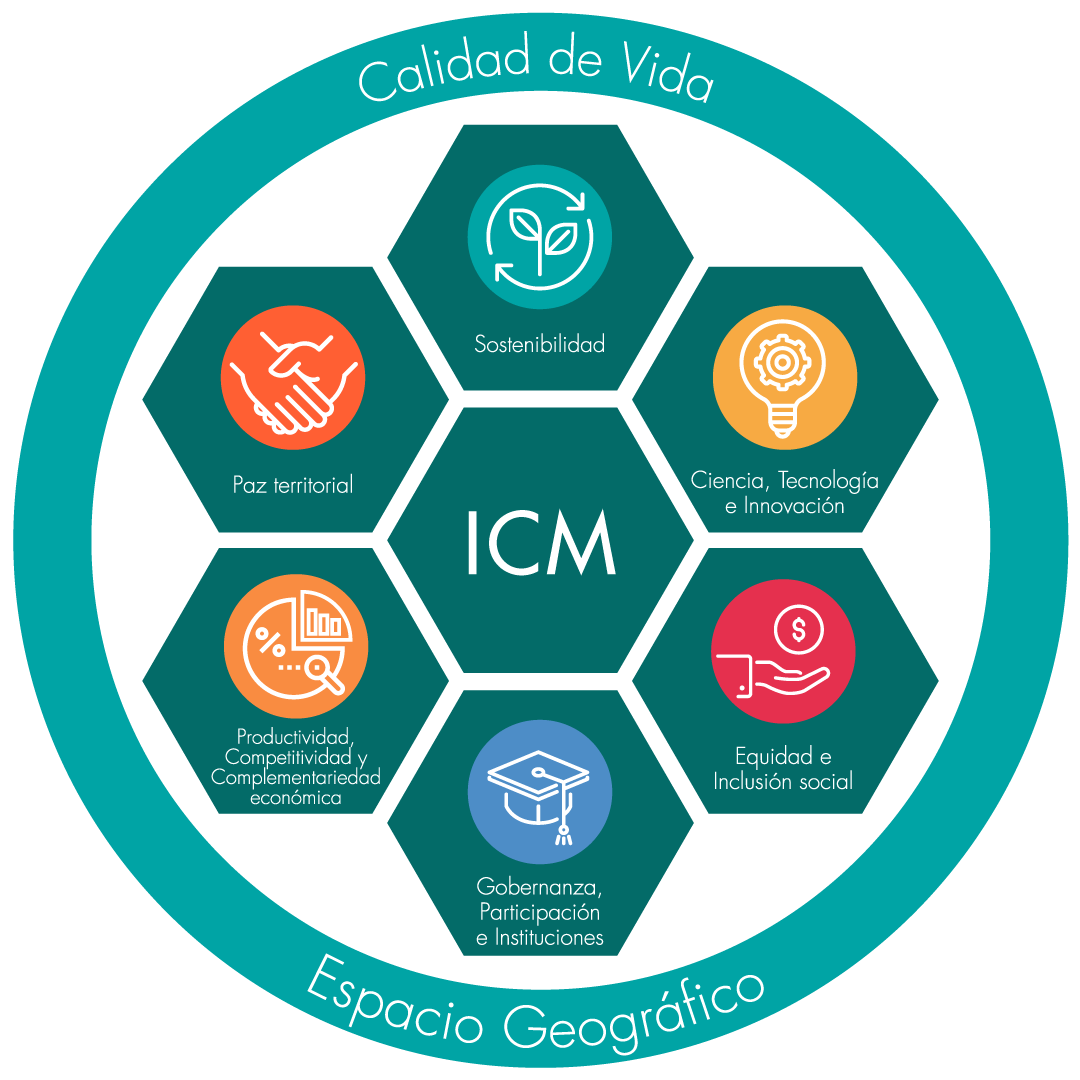 Calidad de Vida
Sostenibilidad
Paz territorial
Ciencia, Tecnología
e Innovación
ICM
Productividad,
Competitividad y
Complementariedad
económica
%
$
Equidad e
Inclusión social
Gobernanza,
Participación
e Instituciones
Espacio Geográfico